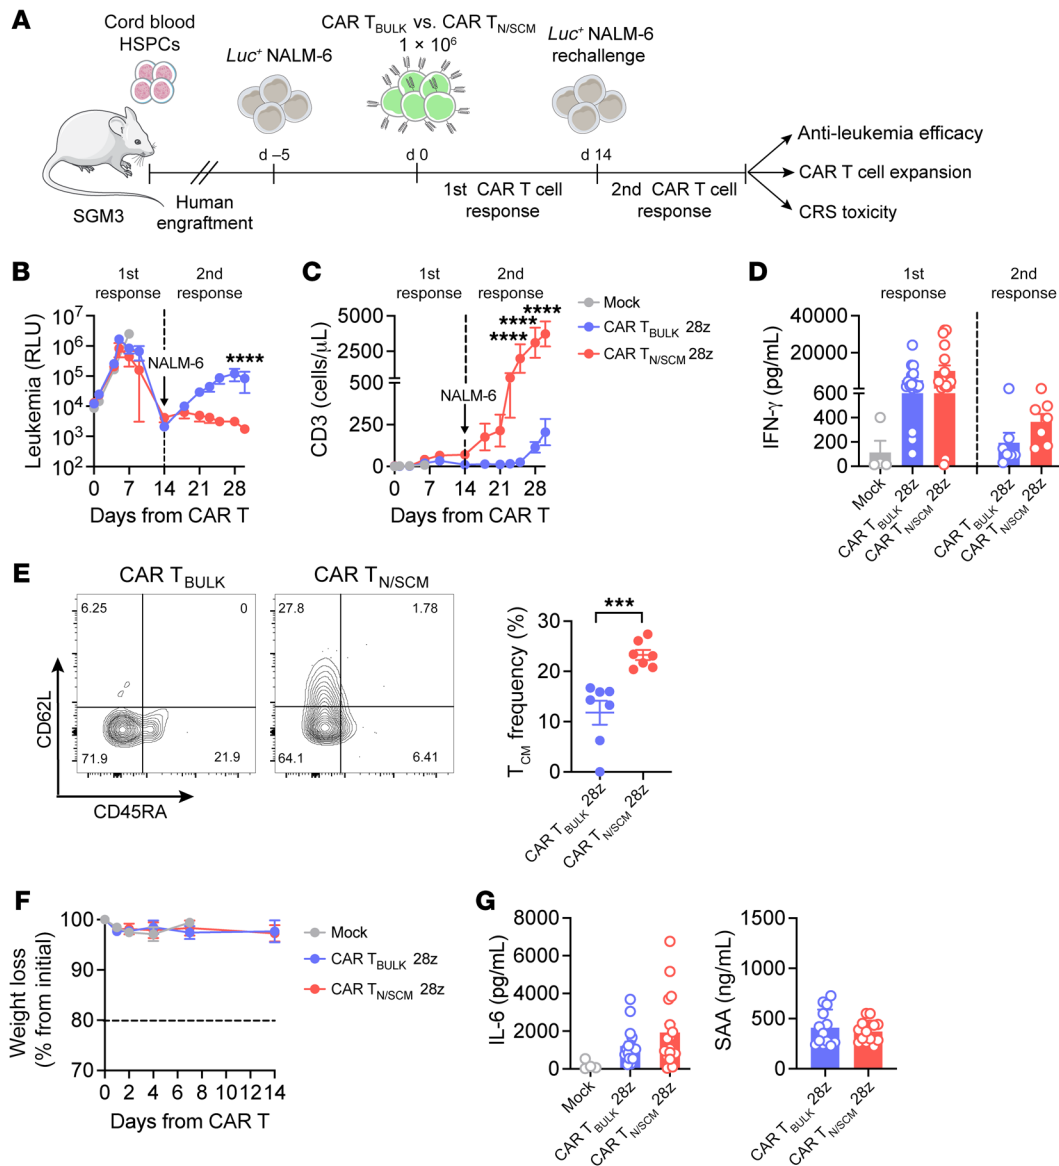 A
Cord blood
HSPCs
Luc+ NALM-6
CAR TBULK vs. CAR TN/SCM
1 × 10⁶
Luc+ NALM-6
rechallenge
d –5
d 0
d 14
SGM3
Human
engraftment
1st CAR T cell
response
2nd CAR T cell
response
Anti-leukemia efficacy
CAR T cell expansion
CRS toxicity
B
1st
response
2nd
response
Leukemia (RLU)
10⁷
10⁶
10⁵
10⁴
10³
10²
NALM-6
****
0 7 14 21 28
Days from CAR T
C
1st
response
2nd
response
CD3 (cells/μL)
5000
2500
500
250
0
NALM-6
****
****
****
0 7 14 21 28
Days from CAR T
Mock
CAR TBULK 28z
CAR TN/SCM 28z
D
1st
response
2nd
response
IFN-γ (pg/mL)
40000
20000
600
400
200
0
Mock
CAR TBULK 28z
CAR TN/SCM 28z
CAR TBULK 28z
CAR TN/SCM 28z
E
CAR TBULK
6.25
0
71.9
21.9
CAR TN/SCM
27.8
1.78
64.1
6.41
CD62L
CD45RA
TCM frequency (%)
30
20
10
0
***
CAR TBULK 28z
CAR TN/SCM 28z
F
Weight loss
(% from initial)
100
90
80
70
0 2 4 6 8 10 12 14
Days from CAR T
Mock
CAR TBULK 28z
CAR TN/SCM 28z
G
IL-6 (pg/mL)
8000
6000
4000
2000
0
Mock
CAR TBULK 28z
CAR TN/SCM 28z
SAA (ng/mL)
1500
1000
500
0
CAR TBULK 28z
CAR TN/SCM 28z